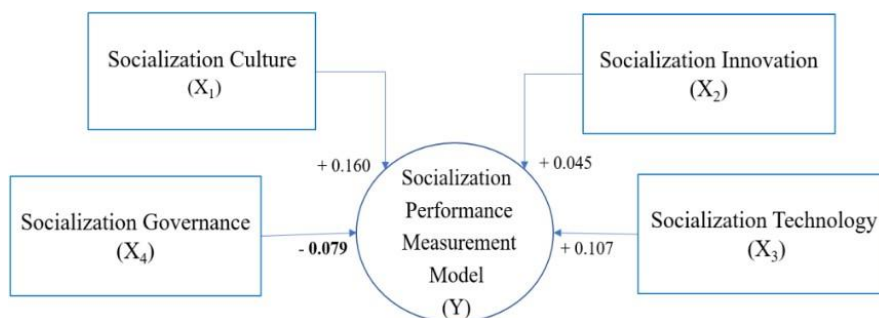 Socialization Culture
(X₁)
Socialization Innovation
(X₂)
+ 0.160
+ 0.045
Socialization
Performance
Measurement
Model
(Y)
Socialization Governance
(X₄)
- 0.079
Socialization Technology
(X₃)
+ 0.107